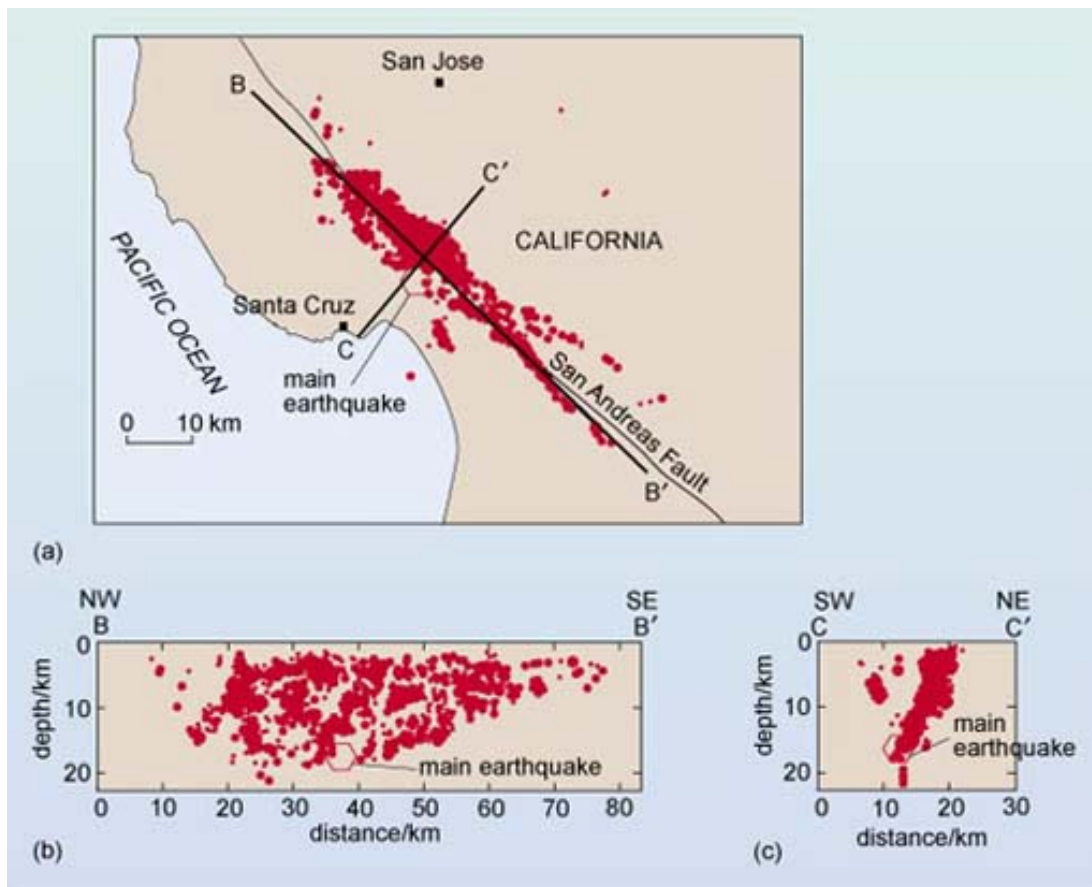 San Jose
B
C′
CALIFORNIA
PACIFIC OCEAN
Santa Cruz
C
main
earthquake
0 10 km
San Andreas Fault
B′
(a)
NW
B
SE
B′
0
10
20
depth/km
main earthquake
0 10 20 30 40 50 60 70 80
distance/km
(b)
SW
C
NE
C′
0
10
20
depth/km
main
earthquake
0 10 20 30
distance/km
(c)